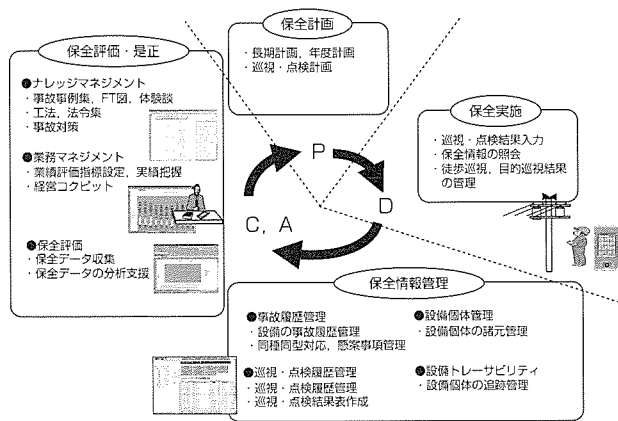 保全計画
・長期計画，年度計画
・巡視・点検計画
保全評価・是正
●ナレッジマネジメント
・事故事例集，FT図，体験談
・工法，法令集
・事故対策
●業務マネジメント
・業績評価指標設定，実績把握
・経営コクピット
●保全評価
・保全データ収集
・保全データの分析支援
P
D
C，A
保全実施
・巡視・点検結果入力
・保全情報の照会
・徒歩巡視，目的巡視結果
の管理
保全情報管理
●事故履歴管理
・設備の事故履歴管理
・同種同型対応，懸案事項管理
●巡視・点検履歴管理
・巡視・点検履歴管理
・巡視・点検結果表作成
●設備個体管理
・設備個体の諸元管理
●設備トレーサビリティ
・設備個体の追跡管理